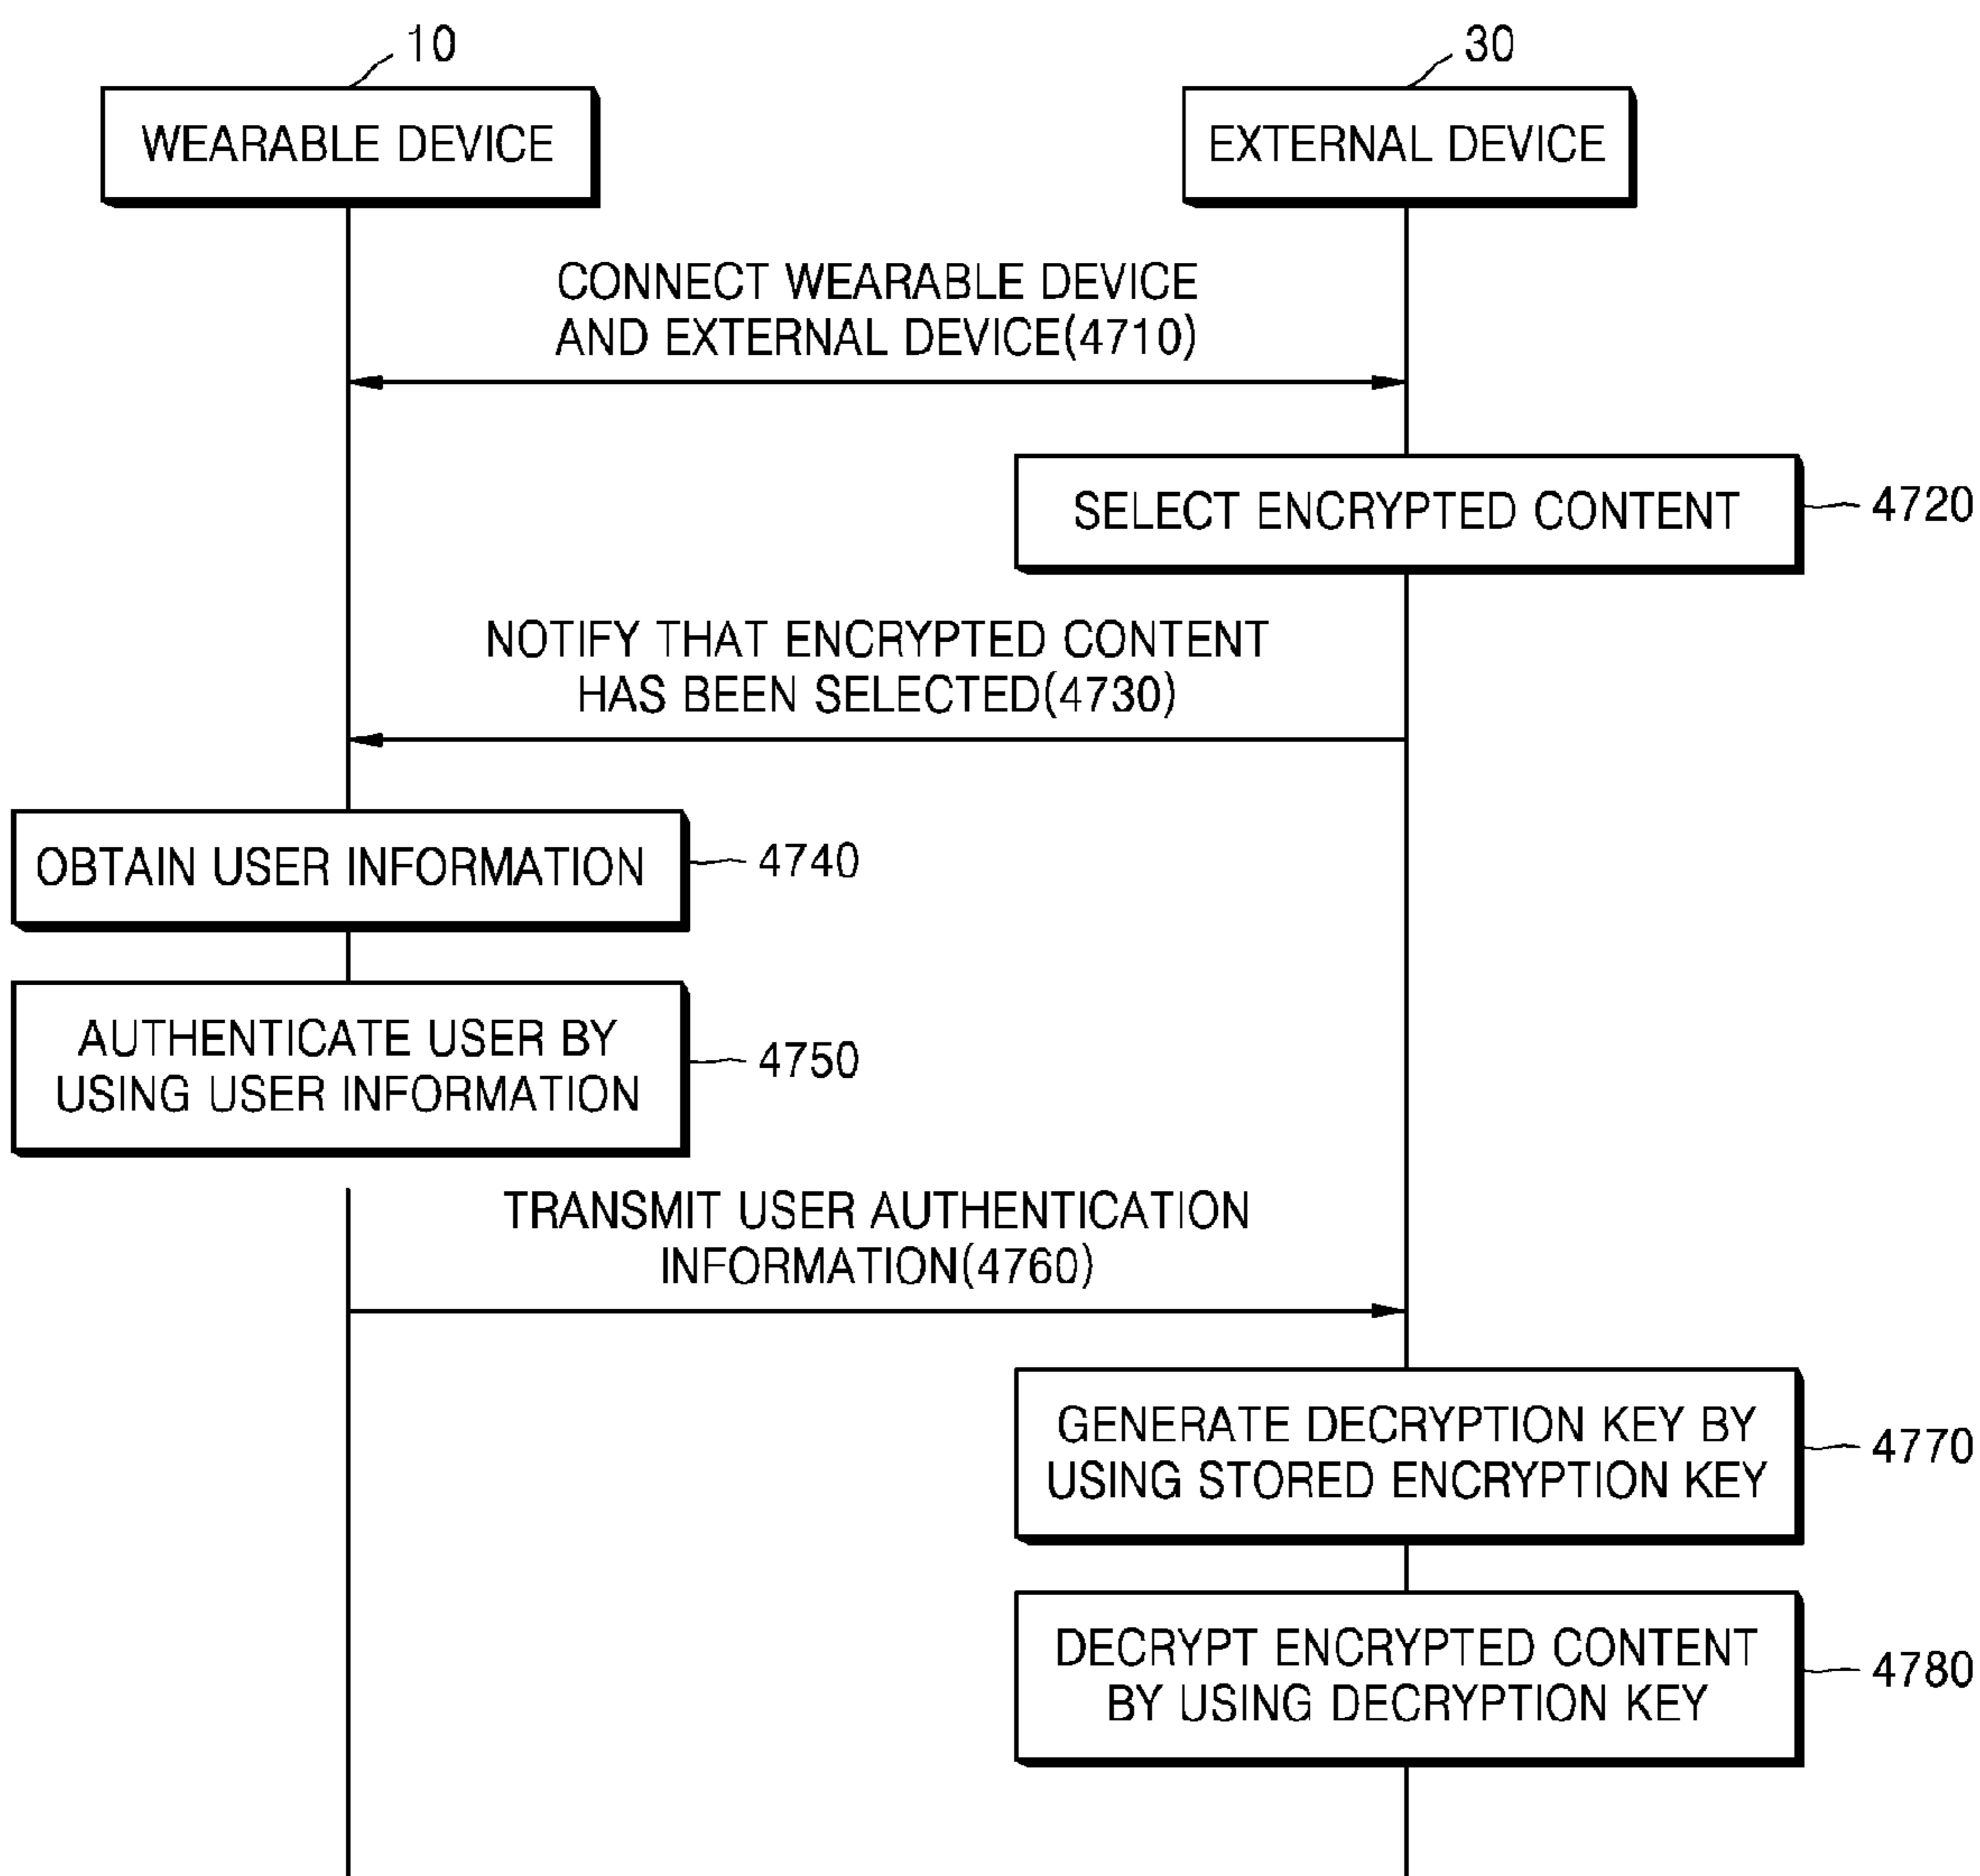 10
30
WEARABLE DEVICE
EXTERNAL DEVICE
CONNECT WEARABLE DEVICE
AND EXTERNAL DEVICE(4710)
SELECT ENCRYPTED CONTENT
4720
NOTIFY THAT ENCRYPTED CONTENT
HAS BEEN SELECTED(4730)
OBTAIN USER INFORMATION
4740
AUTHENTICATE USER BY
USING USER INFORMATION
4750
TRANSMIT USER AUTHENTICATION
INFORMATION(4760)
GENERATE DECRYPTION KEY BY
USING STORED ENCRYPTION KEY
4770
DECRYPT ENCRYPTED CONTENT
BY USING DECRYPTION KEY
4780